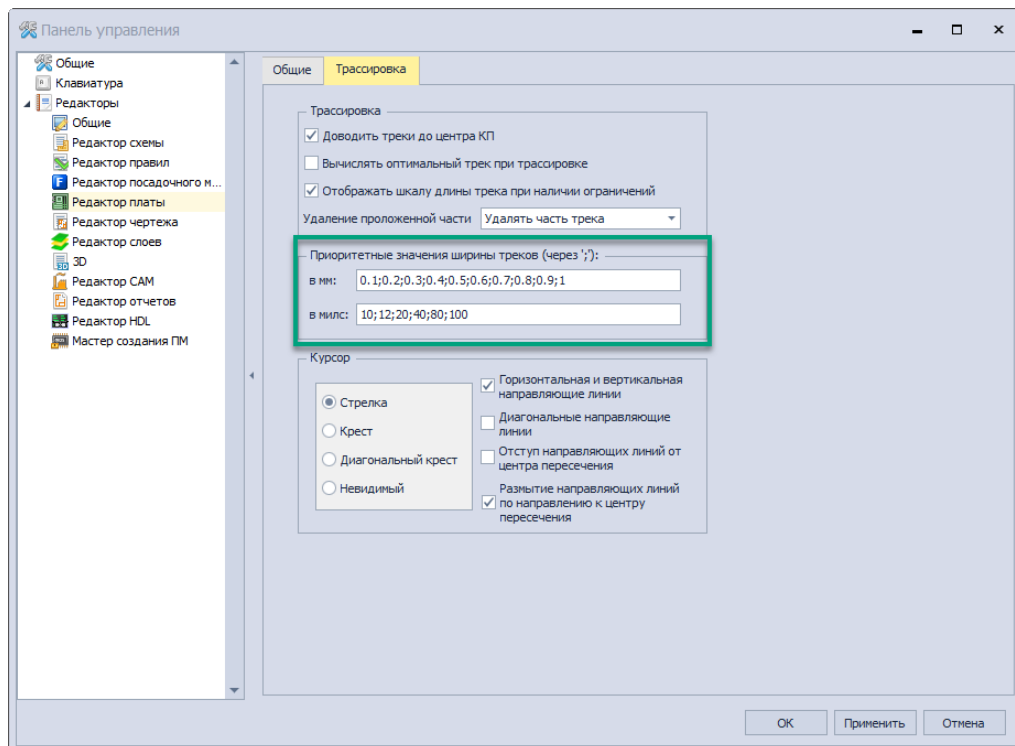 Панель управления
Общие
Клавиатура
Редакторы
Общие
Редактор схемы
Редактор правил
Редактор посадочного м...
Редактор платы
Редактор чертежа
Редактор слоев
3D
Редактор CAM
Редактор отчетов
Редактор HDL
Мастер создания ПМ
Общие
Трассировка
Трассировка
Доводить треки до центра КП
Вычислять оптимальный трек при трассировке
Отображать шкалу длины трека при наличии ограничений
Удаление проложенной части Удалять часть трека
Приоритетные значения ширины треков (через ';'):
в мм: 0.1;0.2;0.3;0.4;0.5;0.6;0.7;0.8;0.9;1
в милс: 10;12;20;40;80;100
Курсор
Стрелка
Крест
Диагональный крест
Невидимый
Горизонтальная и вертикальная
направляющие линии
Диагональные направляющие
линии
Отступ направляющих линий от
центра пересечения
Размытие направляющих линий
по направлению к центру
пересечения
OK
Применить
Отмена